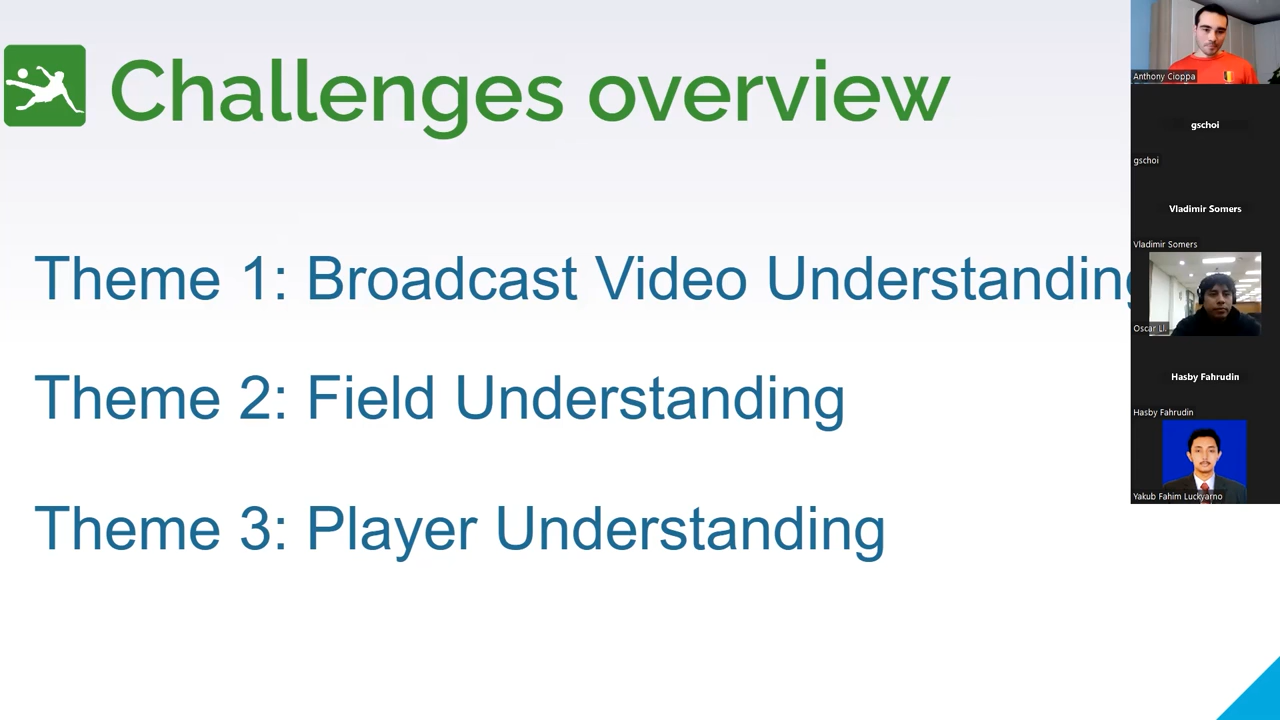 Challenges overview
Theme 1: Broadcast Video Understanding
Theme 2: Field Understanding
Theme 3: Player Understanding
Anthony Cioppa
gschoi
gschoi
Vladimir Somers
Vladimir Somers
Oscar Ll.
Hasby Fahrudin
Hasby Fahrudin
Yakub Fahim Luckyarno